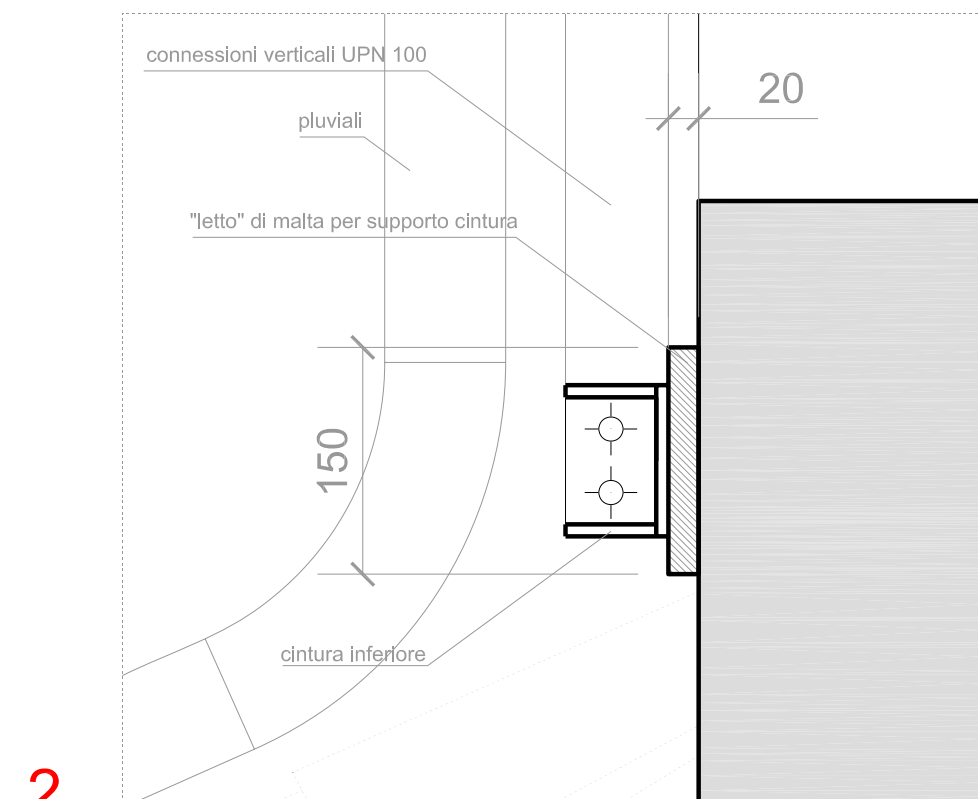 connessioni verticali UPN 100
20
pluviali
"letto" di malta per supporto cintura
150
cintura inferiore
2